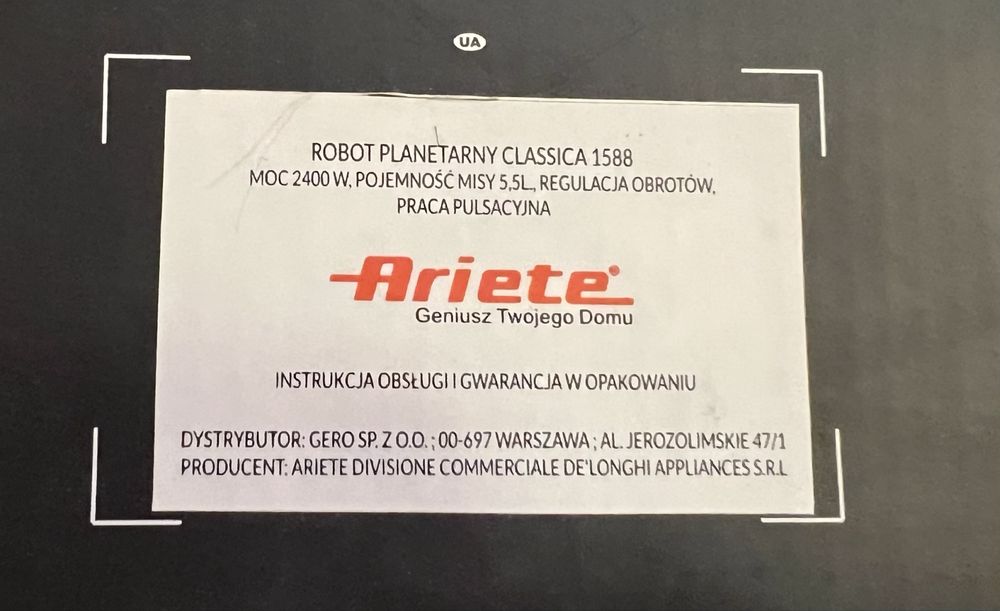 UA
ROBOT PLANETARNY CLASSICA 1588
MOC 2400 W, POJEMNOŚĆ MISY 5,5L, REGULACJA OBROTÓW,
PRACA PULSACYJNA
Ariete
Geniusz Twojego Domu
INSTRUKCJA OBSŁUGI I GWARANCJA W OPAKOWANIU
DYSTRYBUTOR: GERO SP. Z O.O. ; 00-697 WARSZAWA ; AL. JEROZOLIMSKIE 47/1
PRODUCENT: ARIETE DIVISIONE COMMERCIALE DE'LONGHI APPLIANCES S.R.L